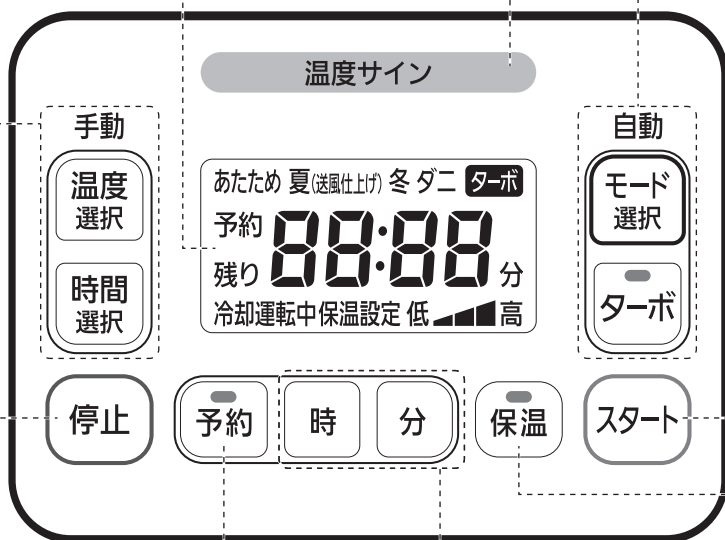 温度サイン
手動
温度
選択
時間
選択
あたため 夏(送風仕上げ) 冬 ダニ ターボ
予約
88:88
残り
分
冷却運転中保温設定 低 高
自動
モード
選択
ターボ
停止
予約
時
分
保温
スタート